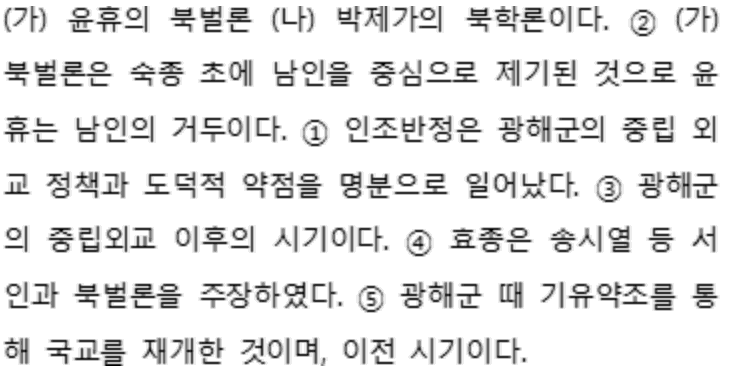 (가) 윤휴의 북벌론 (나) 박제가의 북학론이다. ② (가)
북벌론은 숙종 초에 남인을 중심으로 제기된 것으로 윤
휴는 남인의 거두이다. ① 인조반정은 광해군의 중립 외
교 정책과 도덕적 약점을 명분으로 일어났다. ③ 광해군
의 중립외교 이후의 시기이다. ④ 효종은 송시열 등 서
인과 북벌론을 주장하였다. ⑤ 광해군 때 기유약조를 통
해 국교를 재개한 것이며, 이전 시기이다.